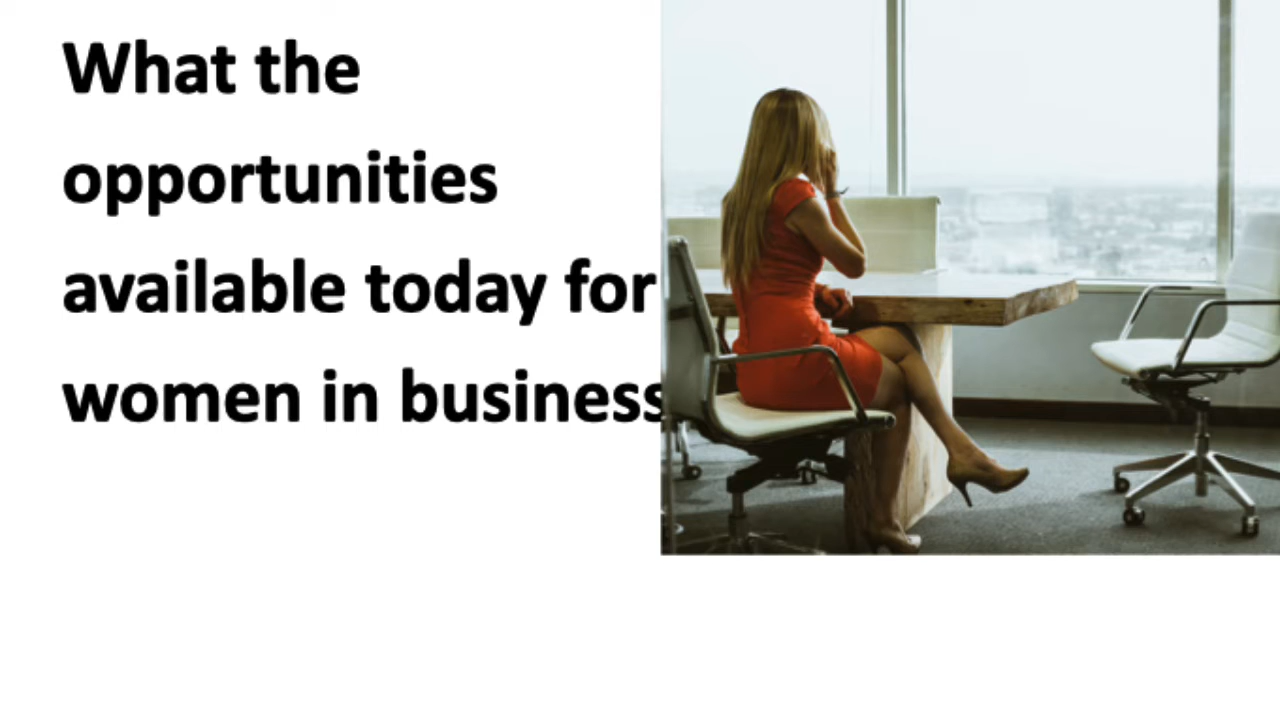 What the
opportunities
available today for
women in business